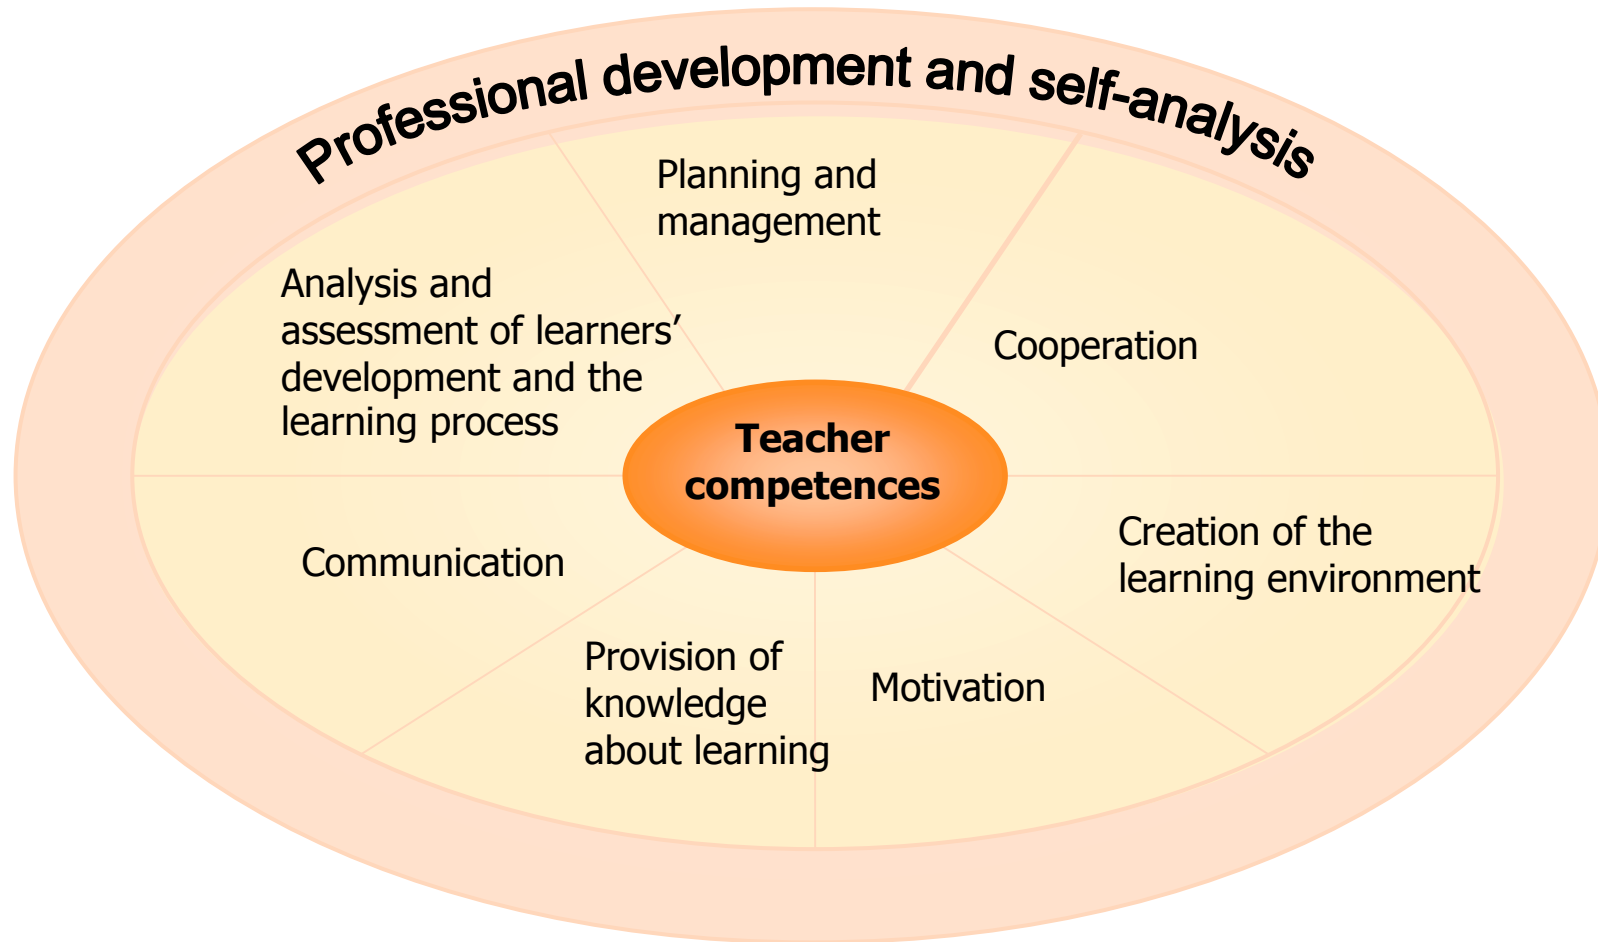 Professional development and self-analysis
Planning and
management
Analysis and
assessment of learners’
development and the
learning process
Cooperation
Teacher
competences
Creation of the
learning environment
Communication
Provision of
knowledge
about learning
Motivation